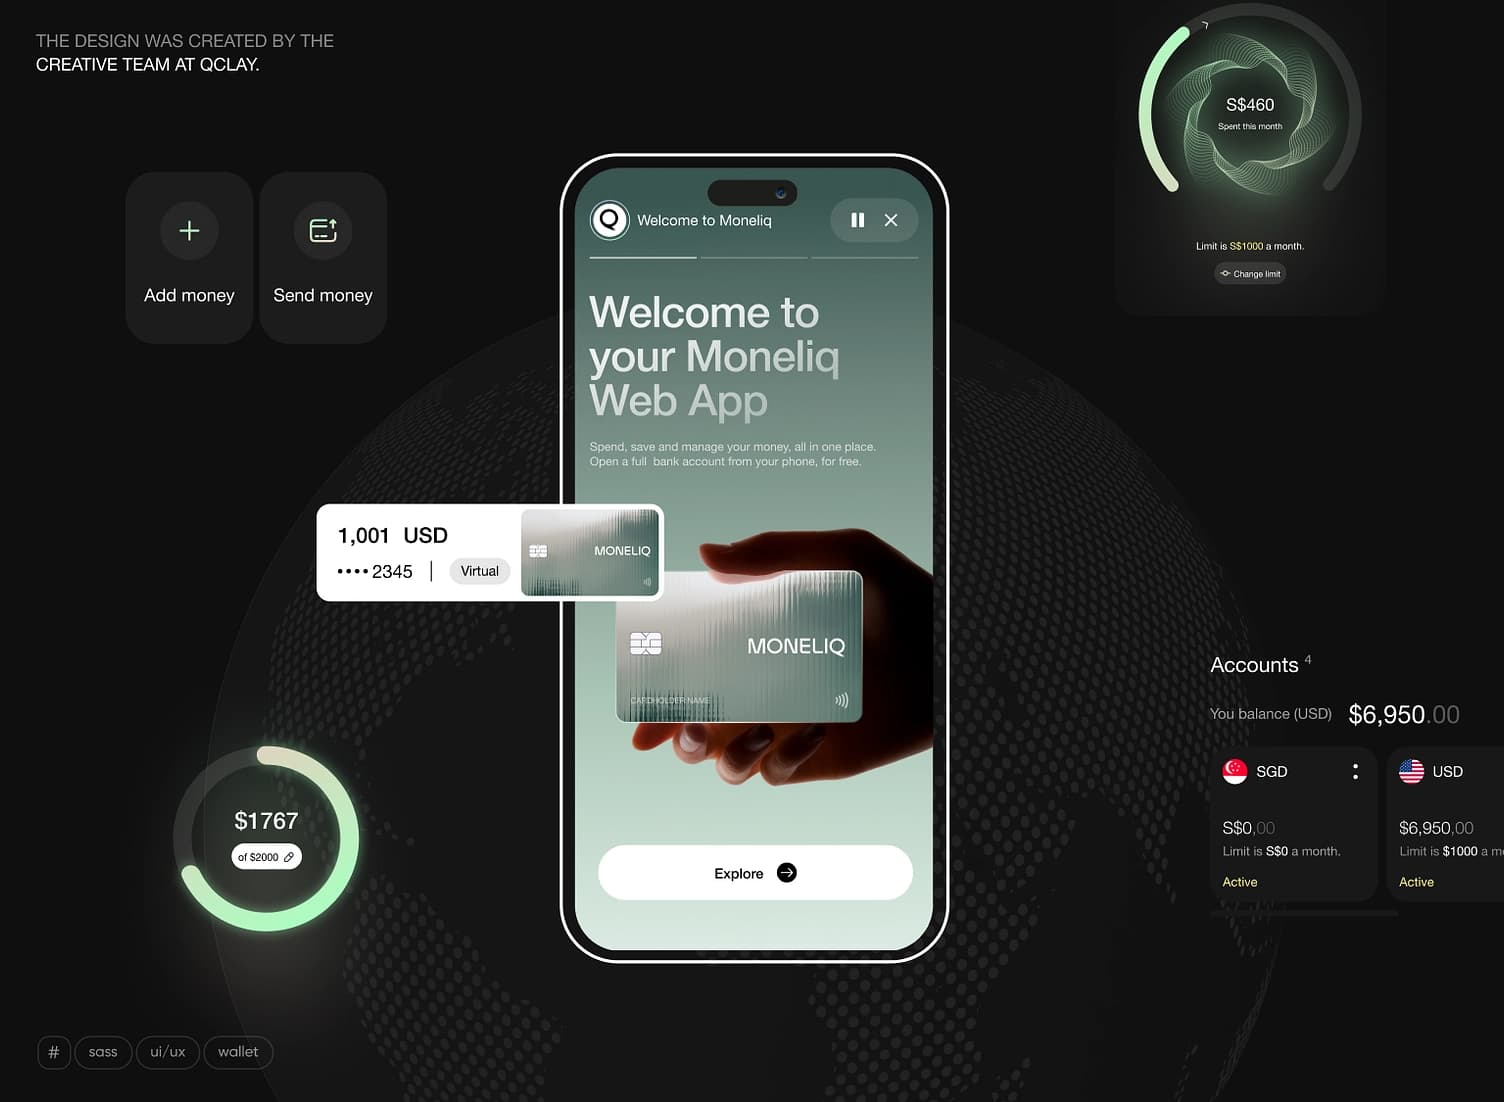 THE DESIGN WAS CREATED BY THE
CREATIVE TEAM AT QCLAY.
S$460
Spent this month
Limit is S$1000 a month.
Change limit
Add money
Send money
Q
Welcome to Moneliq
Welcome to
your Moneliq
Web App
Spend, save and manage your money, all in one place.
Open a full bank account from your phone, for free.
1,001 USD
•••• 2345 | Virtual
MONELIQ
MONELIQ
CARDHOLDER NAME
Explore
Accounts 4
You balance (USD) $6,950.00
SGD
S$0,00
Limit is S$0 a month.
Active
USD
$6,950,00
Limit is $1000 a m
Active
$1767
of $2000
#
sass
ui/ux
wallet